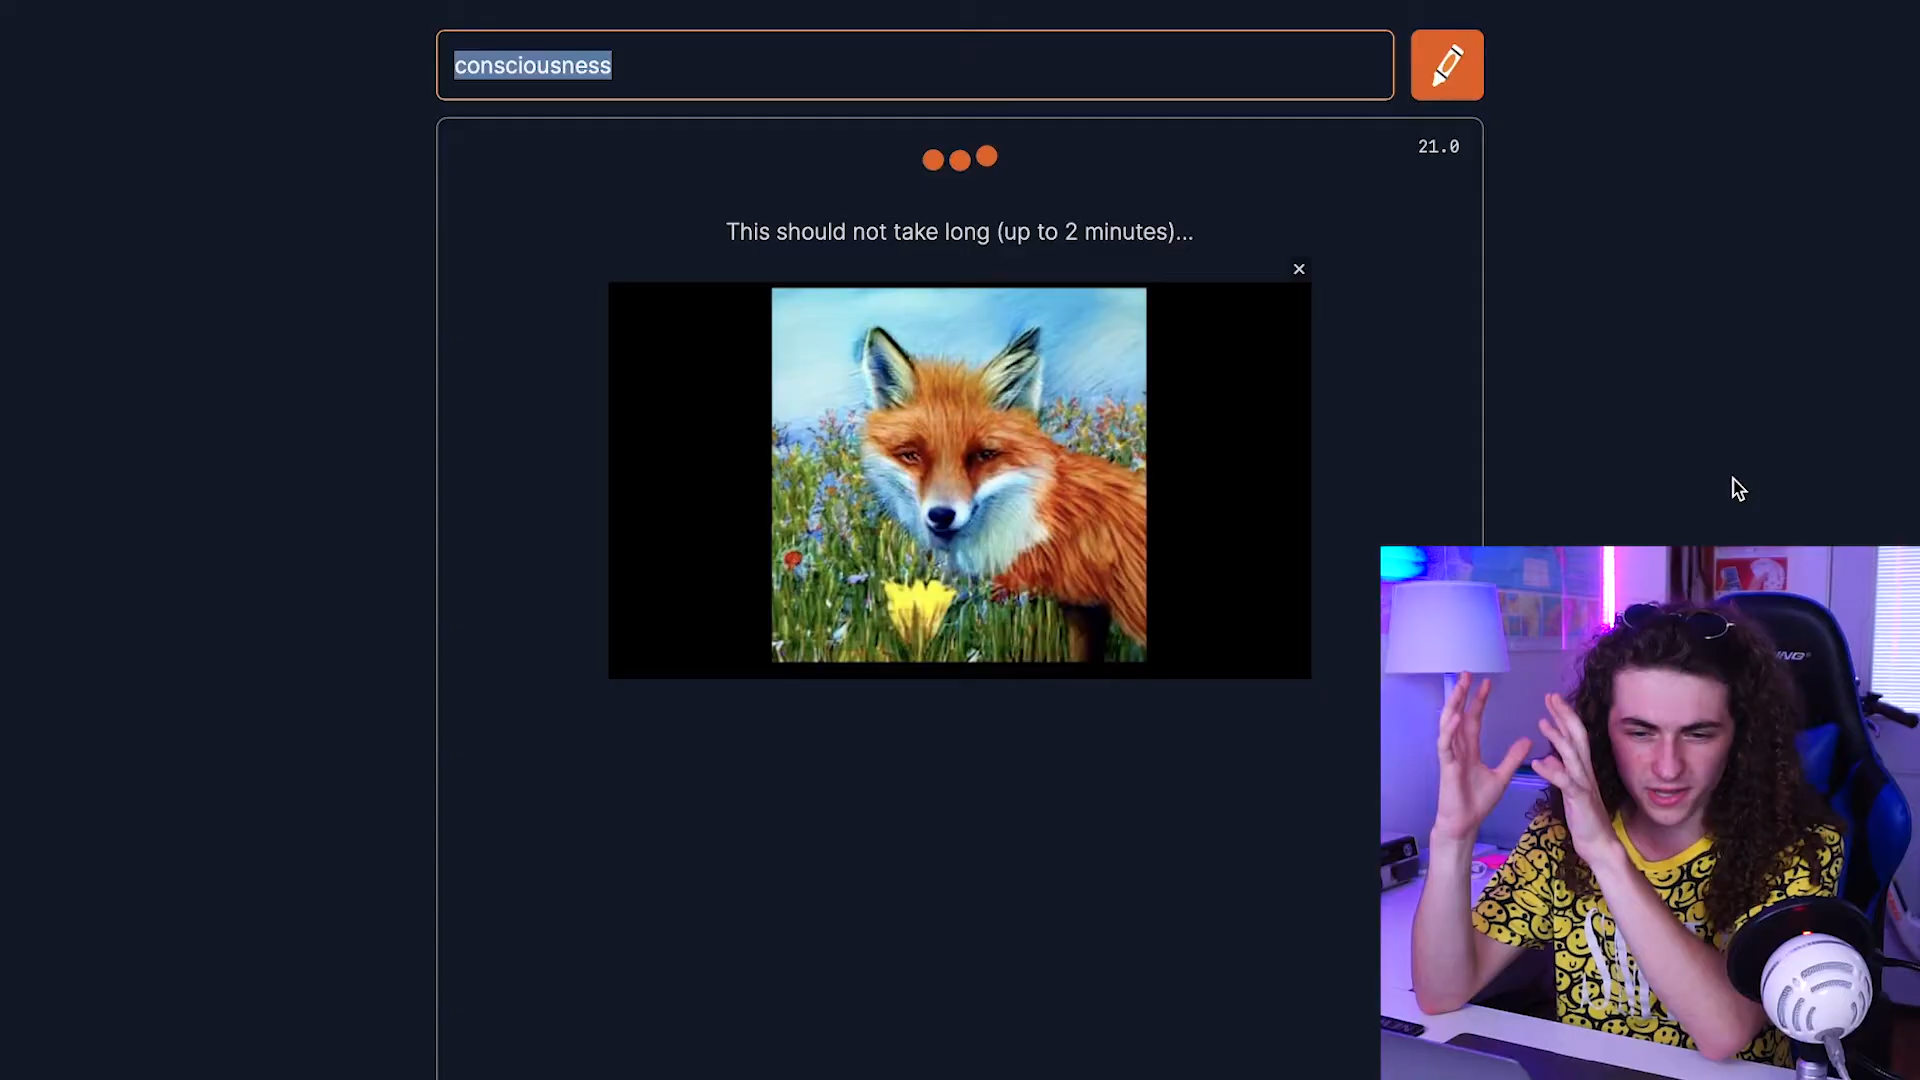 consciousness
21.0
This should not take long (up to 2 minutes)...